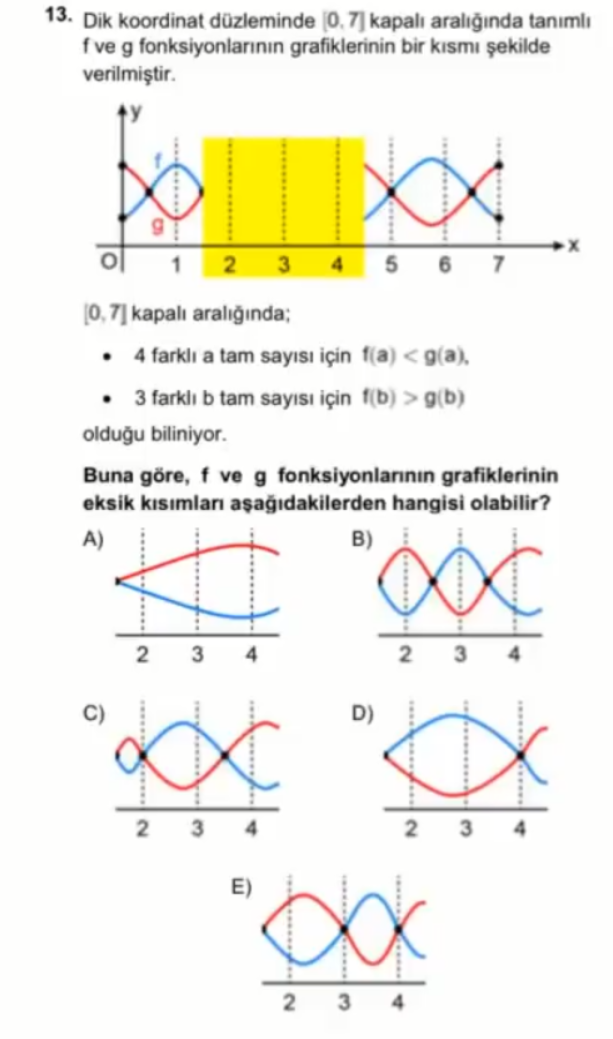 13. Dik koordinat düzleminde [0, 7] kapalı aralığında tanımlı
f ve g fonksiyonlarının grafiklerinin bir kısmı şekilde
verilmiştir.
y
f
g
O 1 2 3 4 5 6 7 x
[0, 7] kapalı aralığında;
• 4 farklı a tam sayısı için f(a) < g(a),
• 3 farklı b tam sayısı için f(b) > g(b)
olduğu biliniyor.
Buna göre, f ve g fonksiyonlarının grafiklerinin
eksik kısımları aşağıdakilerden hangisi olabilir?
A) B)
2 3 4 2 3 4
C) D)
2 3 4 2 3 4
E)
2 3 4